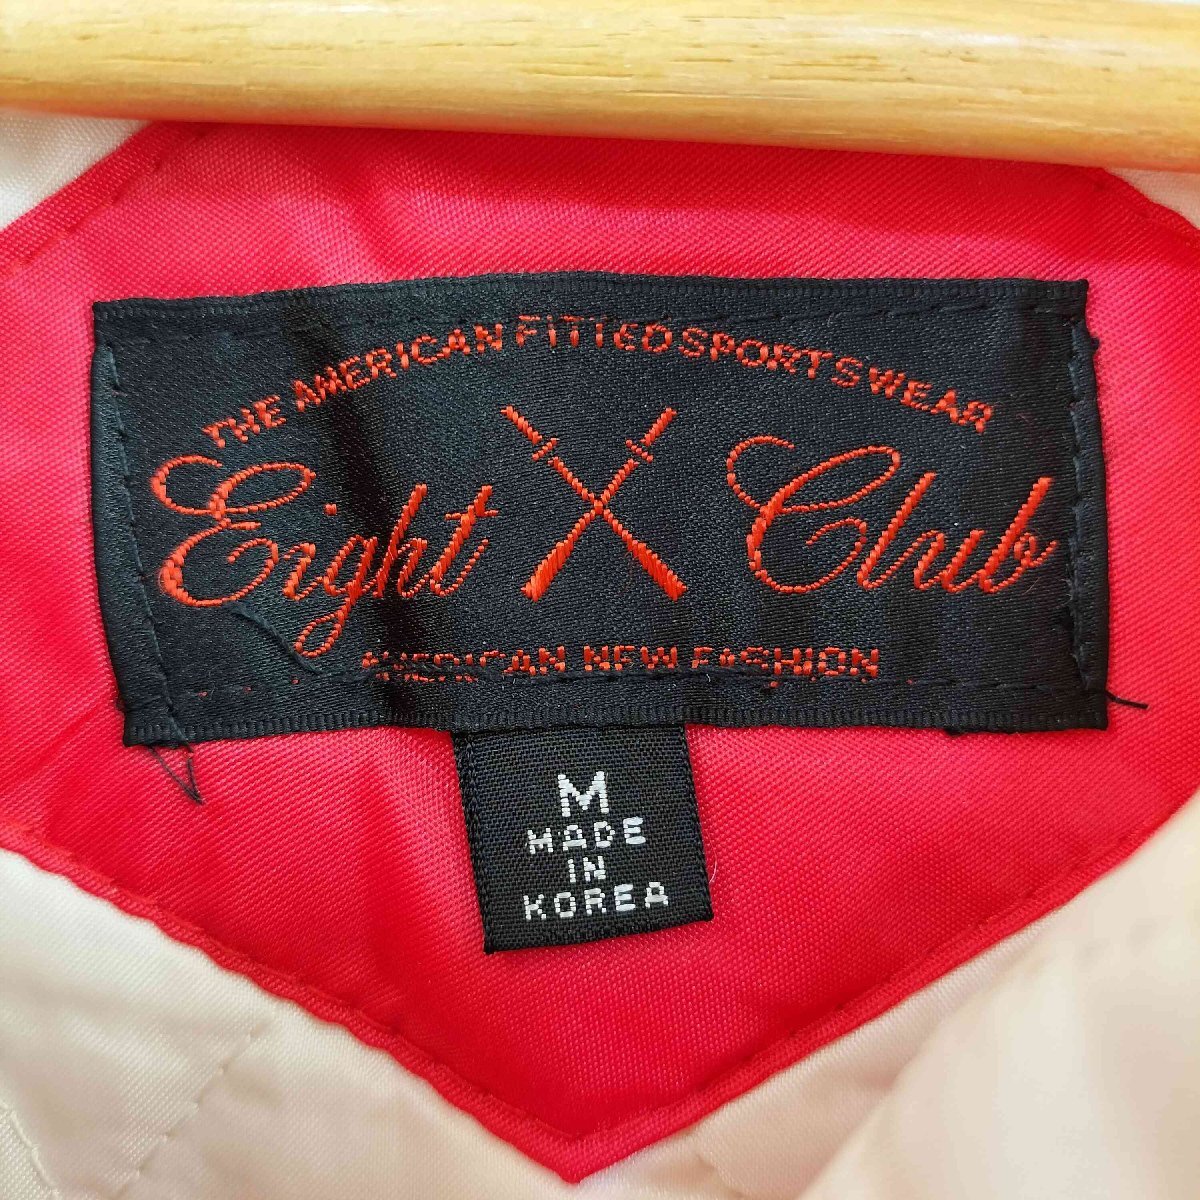 THE AMERICAN FITTED SPORTS WEAR
Eight Club
AMERICAN NEW FASHION
M
MADE
IN
KOREA